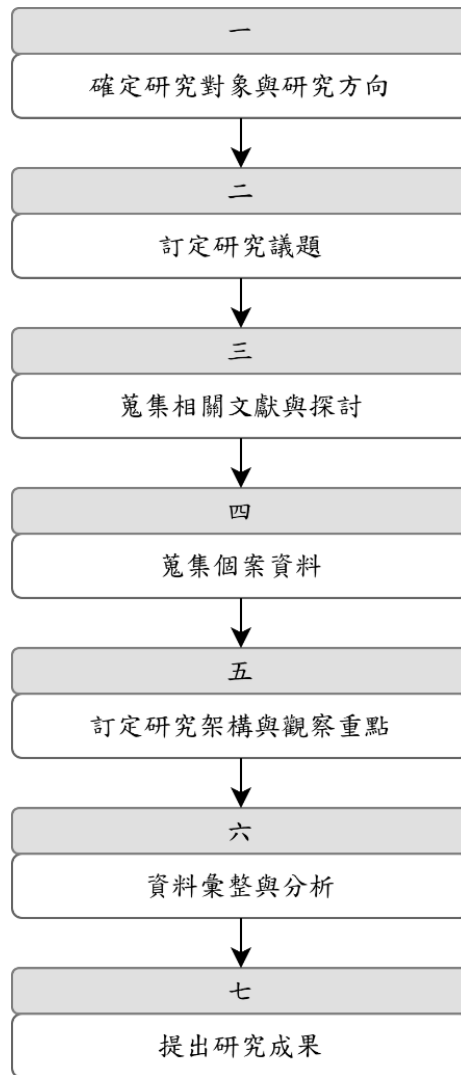 一
確定研究對象與研究方向
二
訂定研究議題
三
蒐集相關文獻與探討
四
蒐集個案資料
五
訂定研究架構與觀察重點
六
資料彙整與分析
七
提出研究成果